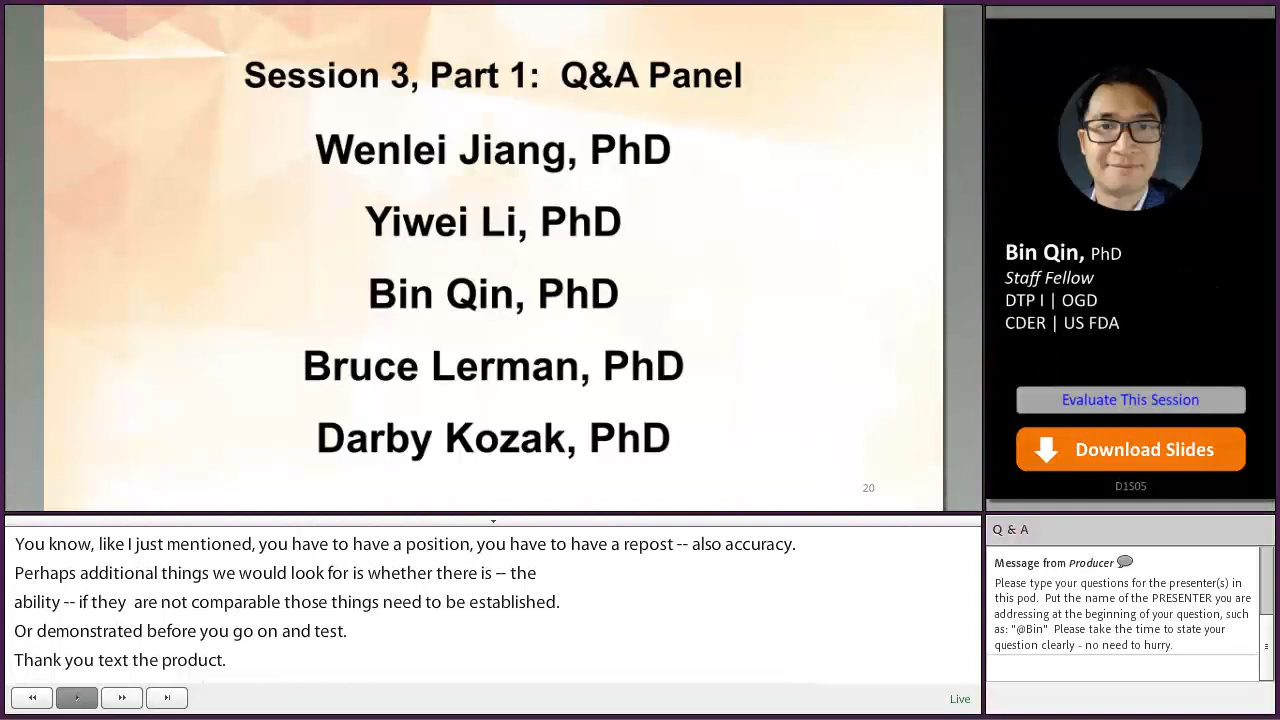 Session 3, Part 1:  Q&A Panel
Wenlei Jiang, PhD
Yiwei Li, PhD
Bin Qin, PhD
Bruce Lerman, PhD
Darby Kozak, PhD
20
Bin Qin, PhD
Staff Fellow
DTP I | OGD
CDER | US FDA
Evaluate This Session
Download Slides
D1S05
You know, like I just mentioned, you have to have a position, you have to have a repost -- also accuracy.
Perhaps additional things we would look for is whether there is -- the
ability -- if they  are not comparable those things need to be established.
Or demonstrated before you go on and test.
Thank you text the product.
Live
Q & A
Message from Producer
Please type your questions for the presenter(s) in
this pod.  Put the name of the PRESENTER you are
addressing at the beginning of your question, such
as: "@Bin"  Please take the time to state your
question clearly - no need to hurry.